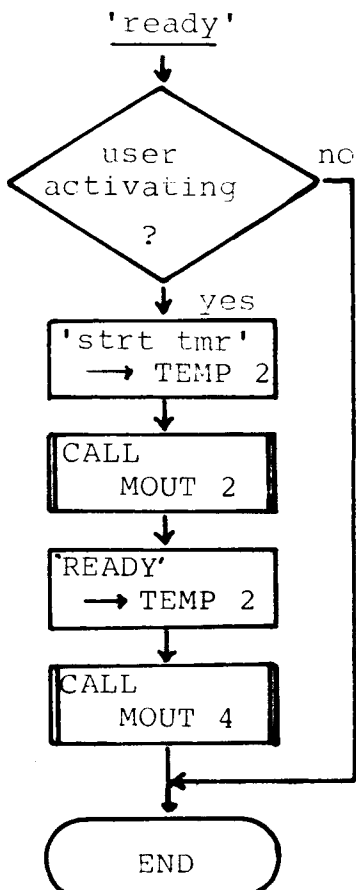 'ready'
user
activating
?
no
yes
'strt tmr'
→ TEMP 2
CALL
MOUT 2
'READY'
→ TEMP 2
CALL
MOUT 4
END